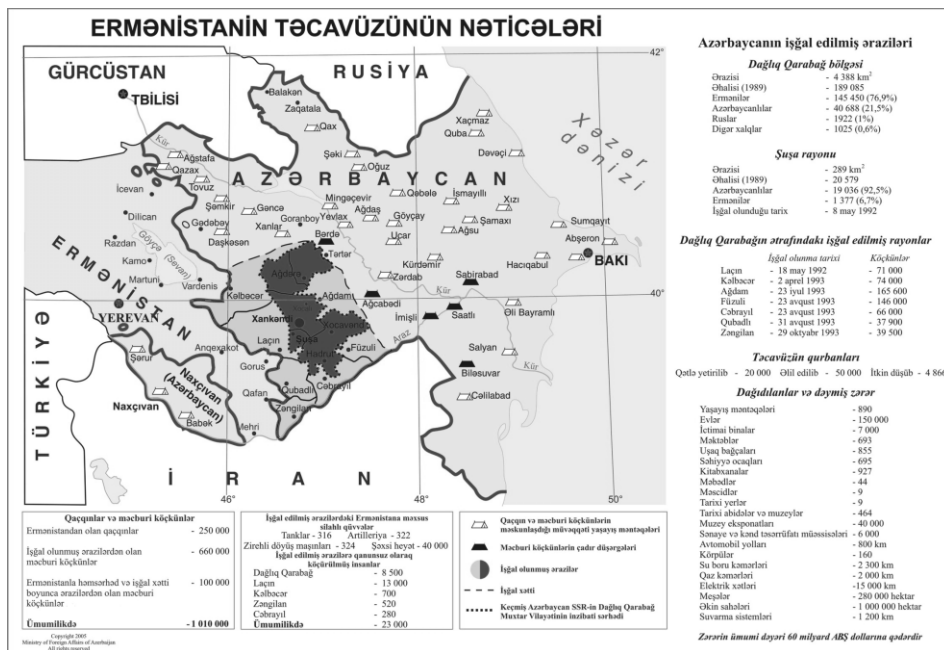 ERMƏNİSTANİN TƏCAVÜZÜNÜN NƏTİCƏLƏRİ
42°
GÜRCÜSTAN
RUSİYA
TBİLİSİ
Balakən
Zaqatala
Qax
Xaçmaz
Quba
Dəvəçi
Xəzər
dənizi
Kür
Ağstafa
Qazax
Tovuz
Şəki
Oğuz
AZƏRBAYCAN
İcevan
Şəmkir
Mingəçevir
Qəbələ
İsmayıllı
Xızı
Dilican
Gədəbəy
Gəncə
Goranboy
Yevlax
Ağdaş
Göyçay
Şamaxı
Sumqayıt
Razdan
Daşkəsən
Xanlar
Bərdə
Ucar
Ağsu
Abşeron
Kamo
Göyçə
(Sevan)
Tərtər
Kürdəmir
Hacıqabul
BAKI
ERMƏNİSTAN
Martuni
Vardenis
Ağdərə
Zərdab
Sabirabad
Kəlbəcər
Ağdam
Ağcabədi
Kür
40°
YEREVAN
Xankəndi
Xocavənd
İmişli
Saatlı
Əli Bayramlı
TÜRKİYƏ
Şərur
Anqexakot
Laçın
Şuşa
Füzuli
Araz
Salyan
Gorus
Hadrut
Kür
Naxçıvan
(Azərbaycan)
Qafan
Qubadlı
Cəbrayıl
Biləsuvar
Naxçıvan
Babək
Zəngilan
Cəlilabad
Mehri
İRAN
46°
48°
50°
Azərbaycanın işğal edilmiş əraziləri
Dağlıq Qarabağ bölgəsi
Ərazisi - 4 388 km²
Əhalisi (1989) - 189 085
Ermənilər - 145 450 (76,9%)
Azərbaycanlılar - 40 688 (21,5%)
Ruslar - 1922 (1%)
Digər xalqlar - 1025 (0,6%)
Şuşa rayonu
Ərazisi - 289 km²
Əhalisi (1989) - 20 579
Azərbaycanlılar - 19 036 (92,5%)
Ermənilər - 1 377 (6,7%)
İşğal olunduğu tarix - 8 may 1992
Dağlıq Qarabağın ətrafındakı işğal edilmiş rayonlar
İşğal olunma tarixi Köçkünlər
Laçın - 18 may 1992 - 71 000
Kəlbəcər - 2 aprel 1993 - 74 000
Ağdam - 23 iyul 1993 - 165 600
Füzuli - 23 avqust 1993 - 146 000
Cəbrayıl - 23 avqust 1993 - 66 000
Qubadlı - 31 avqust 1993 - 37 900
Zəngilan - 29 oktyabr 1993 - 39 500
Təcavüzün qurbanları
Qətlə yetirilib - 20 000 Əlil edilib - 50 000 İtkin düşüb - 4 866
Dağıdılanlar və dəymiş zərər
Yaşayış məntəqələri - 890
Evlər - 150 000
İctimai binalar - 7 000
Məktəblər - 693
Uşaq bağçaları - 855
Səhiyyə ocaqları - 695
Kitabxanalar - 927
Məbədlər - 44
Məscidlər - 9
Tarixi yerlər - 9
Tarixi abidələr və muzeylər - 464
Muzey eksponatları - 40 000
Sənaye və kənd təsərrüfatı müəssisələri - 6 000
Avtomobil yolları - 800 km
Körpülər - 160
Su boru kəmərləri - 2 300 km
Qaz kəmərləri - 2 000 km
Elektrik xətləri -15 000 km
Meşələr - 280 000 hektar
Əkin sahələri - 1 000 000 hektar
Suvarma sistemləri - 1 200 km
Zərərin ümumi dəyəri 60 milyard ABŞ dollarına qədərdir
Qaçqınlar və məcburi köçkünlər
Ermənistandan olan qaçqınlar - 250 000
İşğal olunmuş ərazilərdən olan - 660 000
məcburi köçkünlər
Ermənistanla həmsərhəd və işğal xətti - 100 000
boyunca ərazilərdən olan məcburi
köçkünlər
Ümumilikdə -1 010 000
Copyright 2005
Ministry of Foreign Affairs of Azerbaijan
All rights reserved
İşğal edilmiş ərazilərdəki Ermənistana məxsus
silahlı qüvvələr
Tanklar - 316 Artilleriya - 322
Zirehli döyüş maşınları - 324 Şəxsi heyət - 40 000
İşğal edilmiş ərazilərə qanunsuz olaraq
köçürülmüş insanlar
Dağlıq Qarabağ - 8 500
Laçın - 13 000
Kəlbəcər - 700
Zəngilan - 520
Cəbrayıl - 280
Ümumilikdə - 23 000
Qaçqın və məcburi köçkünlərin
məskunlaşdığı müvəqqəti yaşayış məntəqələri
Məcburi köçkünlərin çadır düşərgələri
İşğal olunmuş ərazilər
İşğal xətti
Keçmiş Azərbaycan SSR-in Dağlıq Qarabağ
Muxtar Vilayətinin inzibati sərhədi